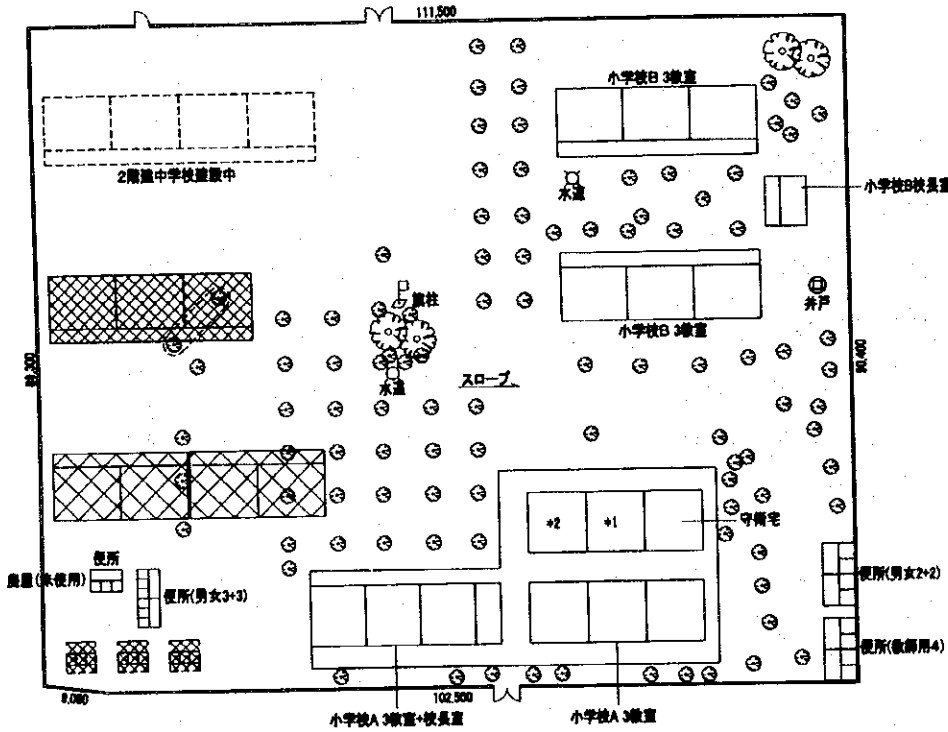 111,500
小学校B 3教室
2階建中学校建設中
水道
小学校B校長室
旗柱
井戸
小学校B 3教室
90,400
水道
スロープ
*2
*1
守衛宅
便所
廃屋(未使用)
便所(男女3+3)
便所(男女2+2)
便所(教師用4)
102,500
小学校A 3教室+校長室
小学校A 3教室